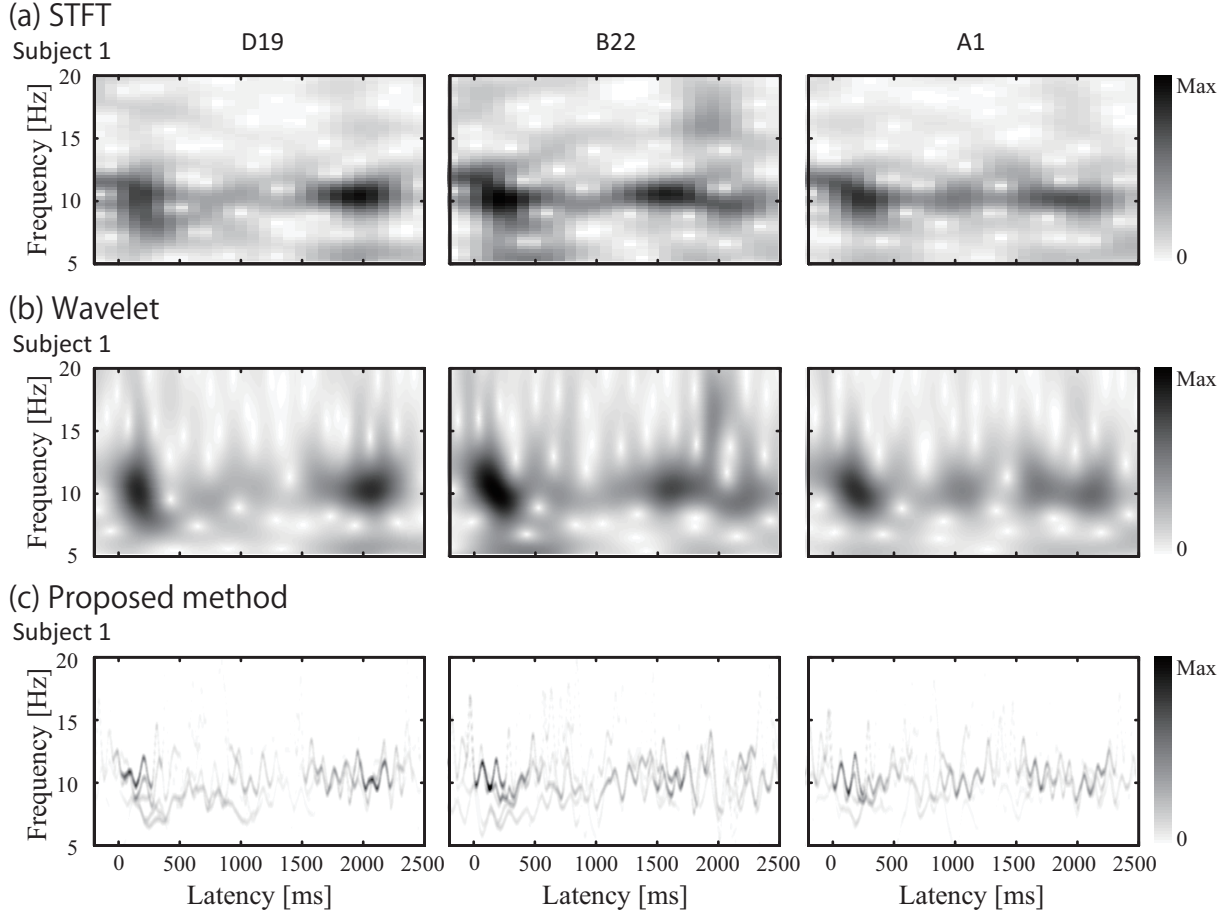 (a) STFT
Subject 1
D19 B22 A1
Frequency [Hz]
20
15
10
5
Max
0
(b) Wavelet
Subject 1
Frequency [Hz]
20
15
10
5
Max
0
(c) Proposed method
Subject 1
Frequency [Hz]
20
15
10
5
Max
0
0 500 1000 1500 2000 2500 0 500 1000 1500 2000 2500 0 500 1000 1500 2000 2500
Latency [ms] Latency [ms] Latency [ms]